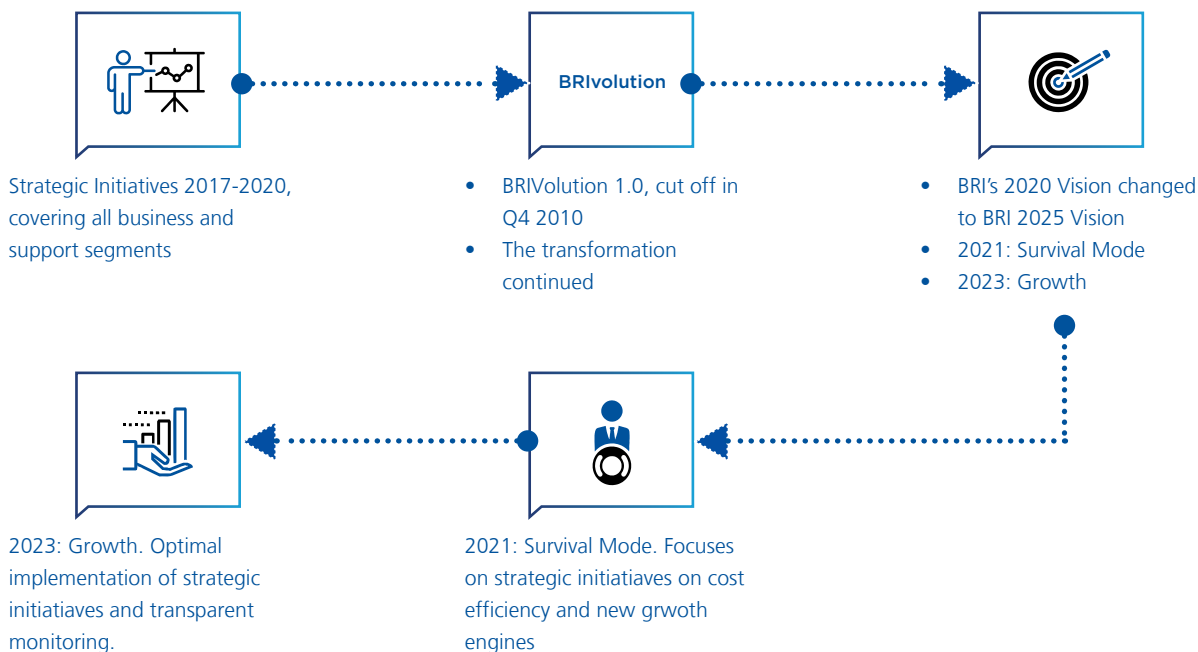 BRIvolution
Strategic Initiatives 2017-2020,
covering all business and
support segments
• BRIVolution 1.0, cut off in
Q4 2010
• The transformation
continued
• BRI's 2020 Vision changed
to BRI 2025 Vision
• 2021: Survival Mode
• 2023: Growth
2021: Survival Mode. Focuses
on strategic initiatiaves on cost
efficiency and new grwoth
engines
2023: Growth. Optimal
implementation of strategic
initiatiaves and transparent
monitoring.